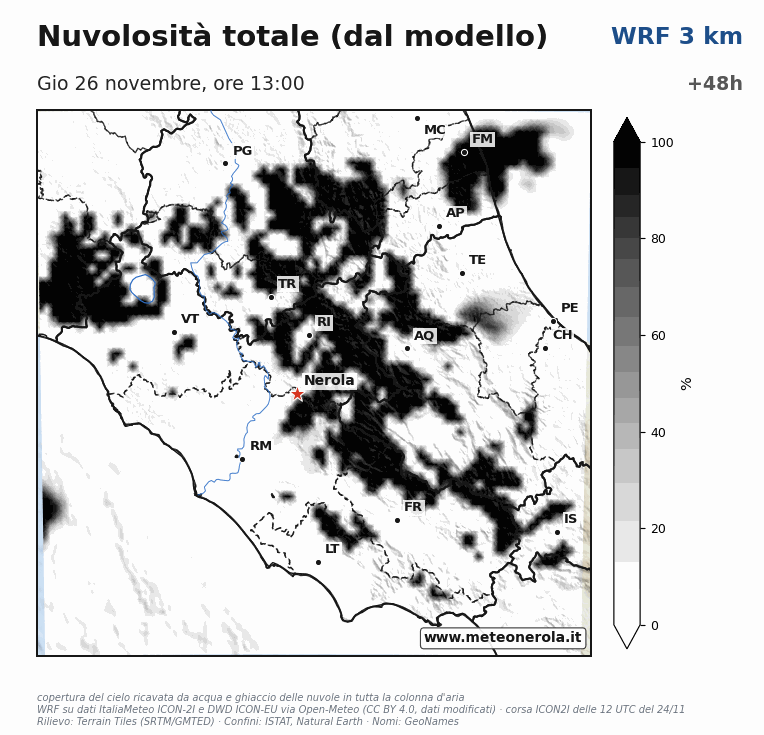 Nuvolosità totale (dal modello)
WRF 3 km
Gio 26 novembre, ore 13:00
+48h
MC
FM
PG
AP
TE
TR
PE
VT
RI
AQ
CH
Nerola
RM
FR
IS
LT
www.meteonerola.it
100
80
60
40
20
0
%
copertura del cielo ricavata da acqua e ghiaccio delle nuvole in tutta la colonna d'aria
WRF su dati ItaliaMeteo ICON-2I e DWD ICON-EU via Open-Meteo (CC BY 4.0, dati modificati) · corsa ICON2I delle 12 UTC del 24/11
Rilievo: Terrain Tiles (SRTM/GMTED) · Confini: ISTAT, Natural Earth · Nomi: GeoNames